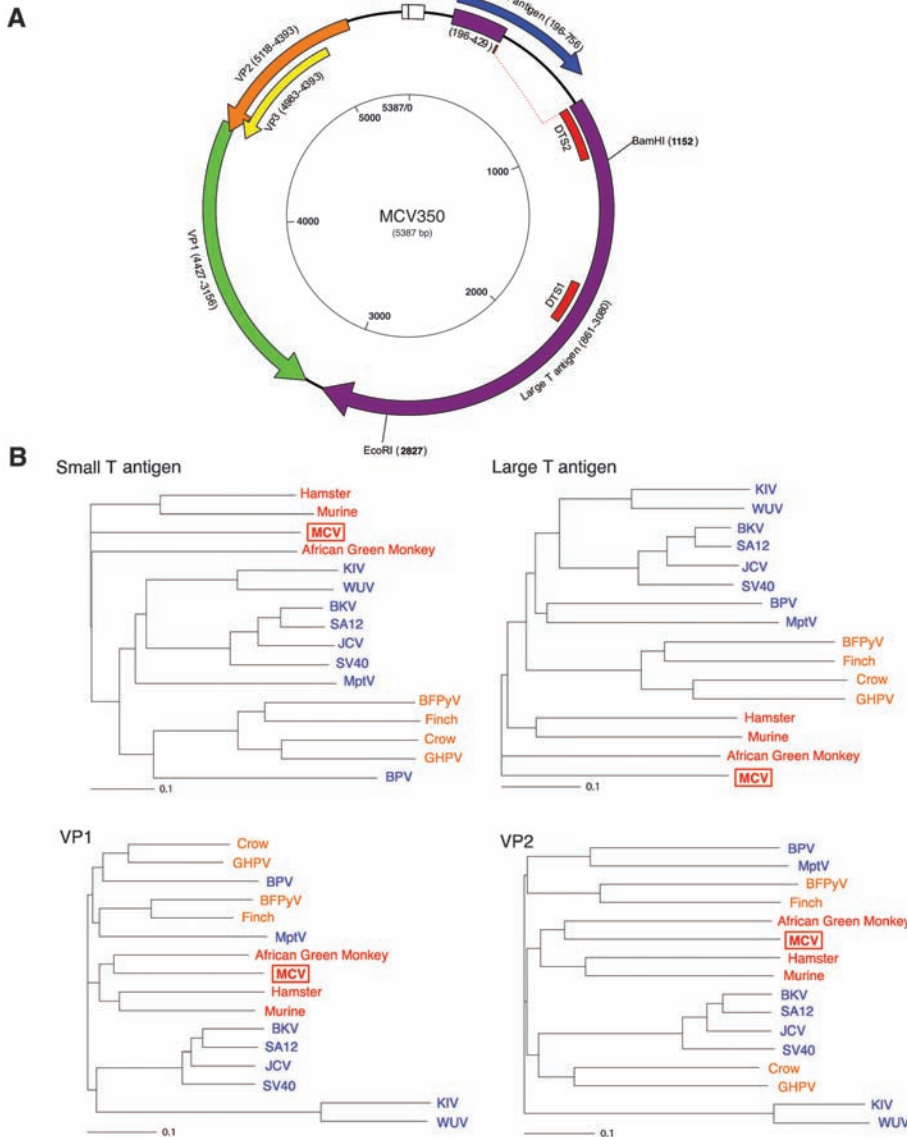 A
antigen (196-756)
(196-429)
VP2 (5118-4393)
VP3 (4983-4393)
5387/0
5000
1000
DTS2
BamHI (1152)
4000
MCV350
(5387 bp)
VP1 (4427-3156)
2000
DTS1
3000
Large T antigen (861-3080)
EcoRI (2827)
B
Small T antigen
Hamster
Murine
MCV
African Green Monkey
KIV
WUV
BKV
SA12
JCV
SV40
MptV
BFPyV
Finch
Crow
GHPV
BPV
0.1
Large T antigen
KIV
WUV
BKV
SA12
JCV
SV40
BPV
MptV
BFPyV
Finch
Crow
GHPV
Hamster
Murine
African Green Monkey
MCV
0.1
VP1
Crow
GHPV
BPV
BFPyV
Finch
MptV
African Green Monkey
MCV
Hamster
Murine
BKV
SA12
JCV
SV40
KIV
WUV
0.1
VP2
BPV
MptV
BFPyV
Finch
African Green Monkey
MCV
Hamster
Murine
BKV
SA12
JCV
SV40
Crow
GHPV
KIV
WUV
0.1